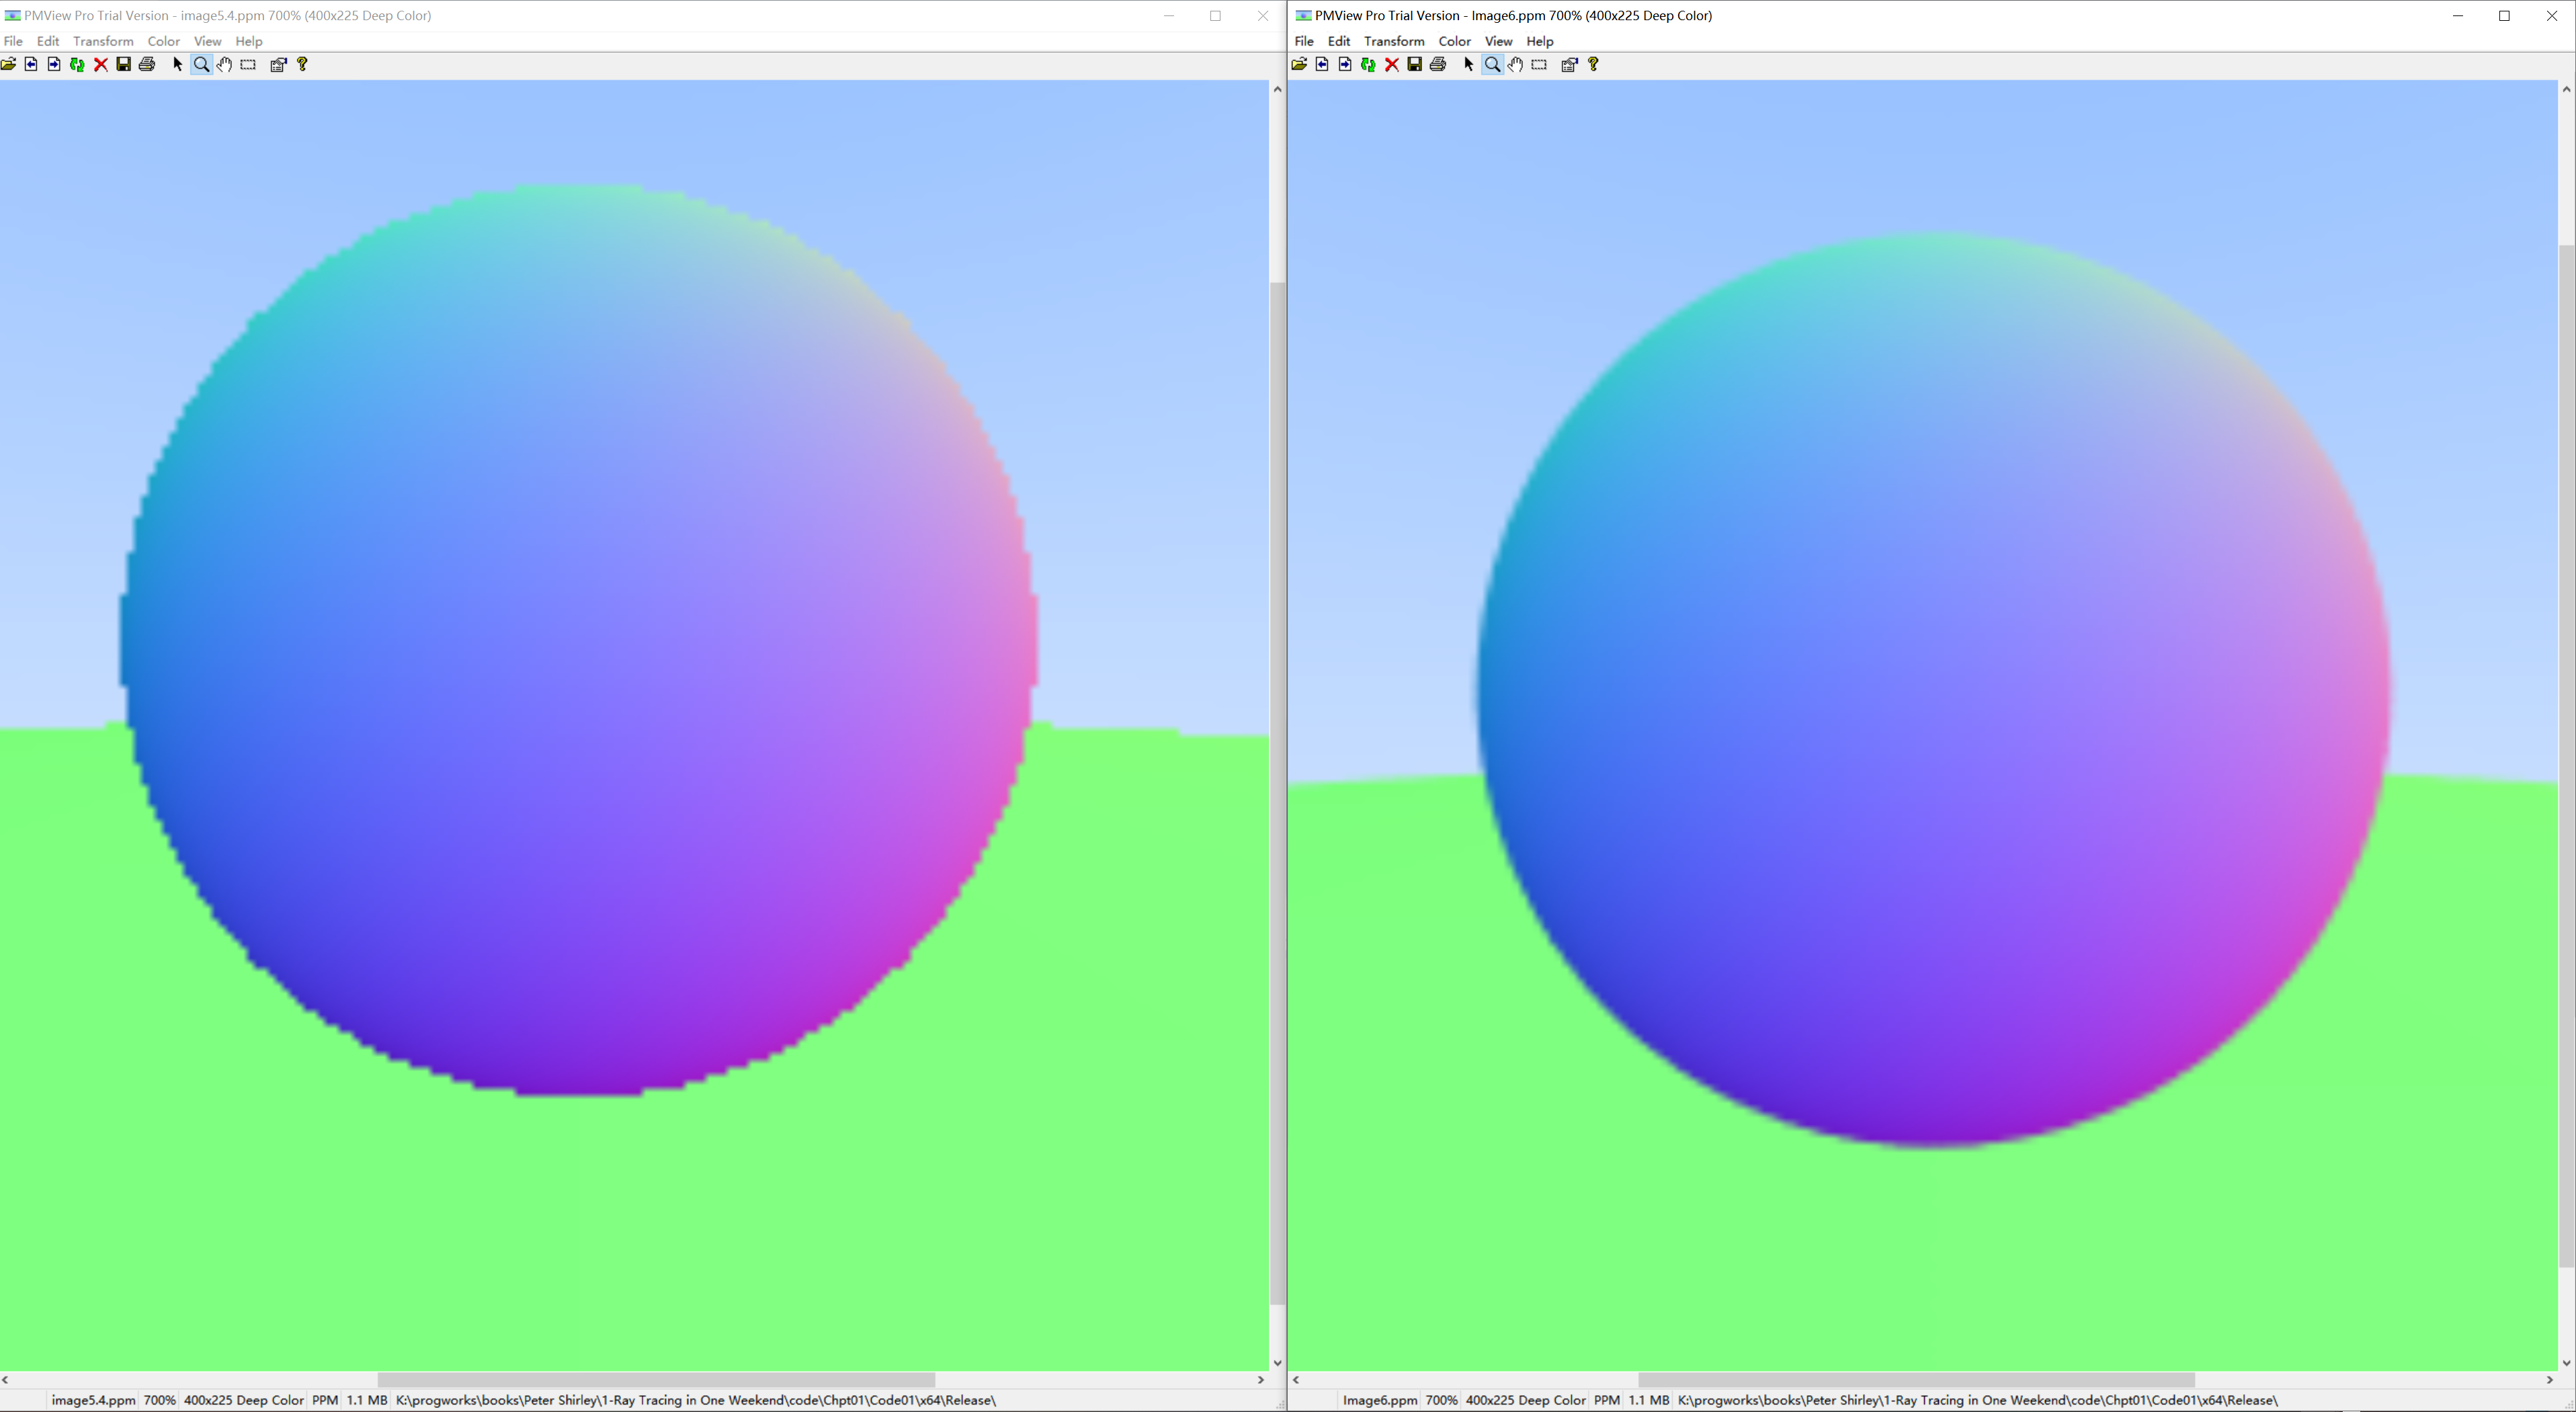 PMView Pro Trial Version - image5.4.ppm 700% (400x225 Deep Color)
File Edit Transform Color View Help
image5.4.ppm 700% 400x225 Deep Color PPM 1.1 MB K:\progworks\books\Peter Shirley\1-Ray Tracing in One Weekend\code\Chpt01\Code01\x64\Release\
PMView Pro Trial Version - Image6.ppm 700% (400x225 Deep Color)
File Edit Transform Color View Help
Image6.ppm 700% 400x225 Deep Color PPM 1.1 MB K:\progworks\books\Peter Shirley\1-Ray Tracing in One Weekend\code\Chpt01\Code01\x64\Release\